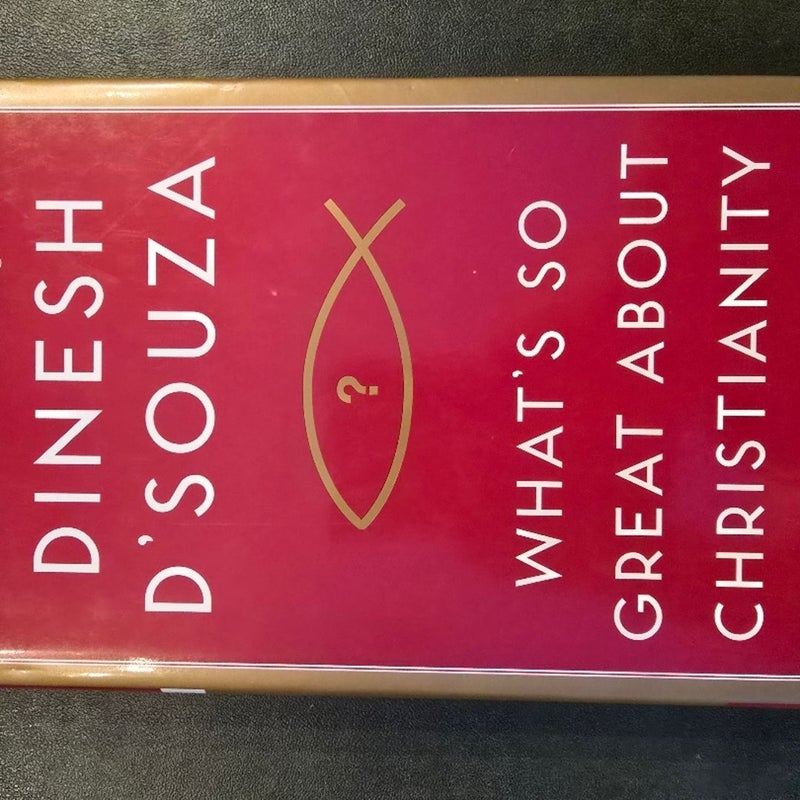 DINESH
D'SOUZA
?
WHAT'S SO
GREAT ABOUT
CHRISTIANITY